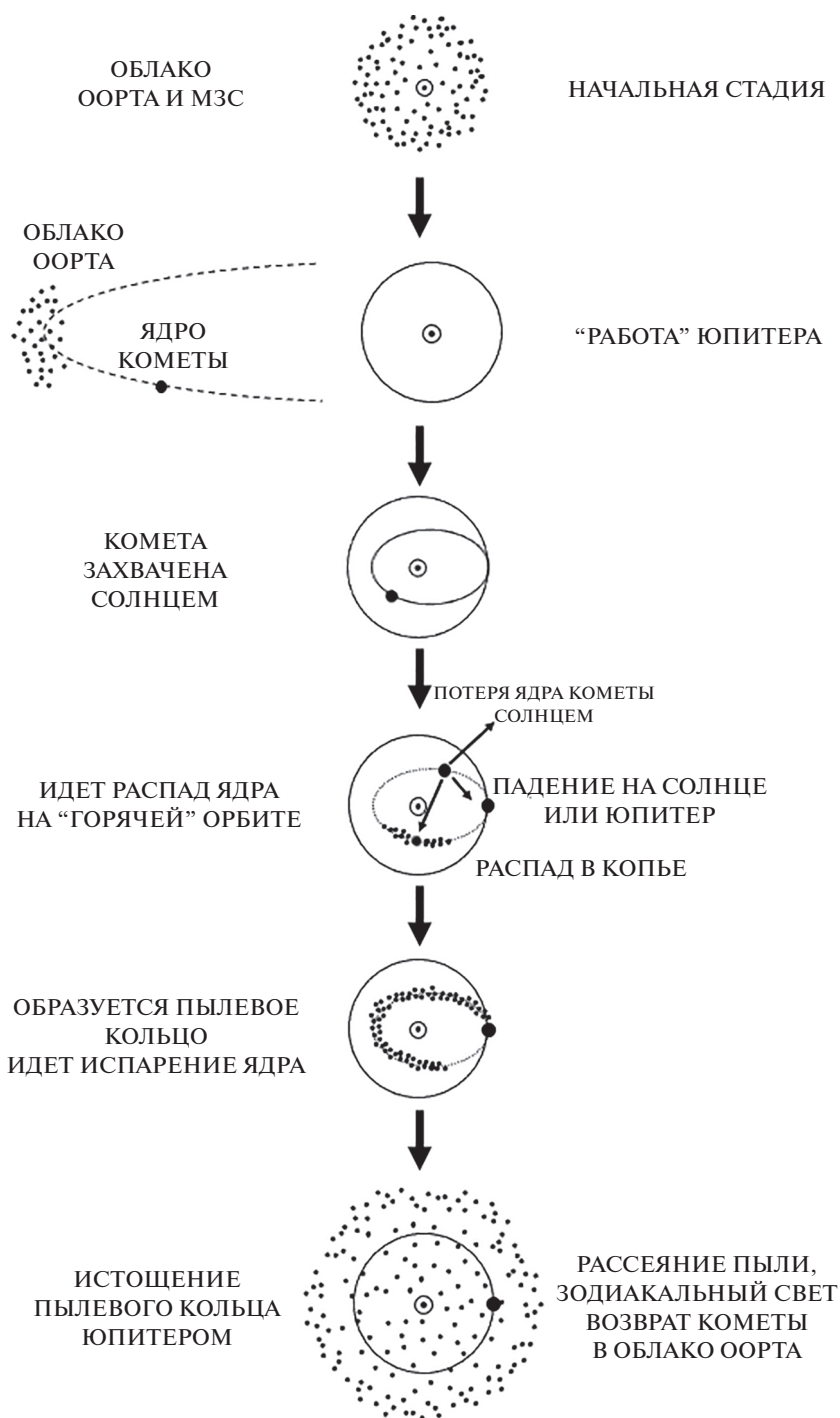 ОБЛАКО
ООРТА И МЗС
НАЧАЛЬНАЯ СТАДИЯ
ОБЛАКО
ООРТА
ЯДРО
КОМЕТЫ
“РАБОТА” ЮПИТЕРА
КОМЕТА
ЗАХВАЧЕНА
СОЛНЦЕМ
ПОТЕРЯ ЯДРА КОМЕТЫ
СОЛНЦЕМ
ИДЕТ РАСПАД ЯДРА
НА “ГОРЯЧЕЙ” ОРБИТЕ
ПАДЕНИЕ НА СОЛНЦЕ
ИЛИ ЮПИТЕР
РАСПАД В КОПЬЕ
ОБРАЗУЕТСЯ ПЫЛЕВОЕ
КОЛЬЦО
ИДЕТ ИСПАРЕНИЕ ЯДРА
ИСТОЩЕНИЕ
ПЫЛЕВОГО КОЛЬЦА
ЮПИТЕРОМ
РАССЕЯНИЕ ПЫЛИ,
ЗОДИАКАЛЬНЫЙ СВЕТ
ВОЗВРАТ КОМЕТЫ
В ОБЛАКО ООРТА